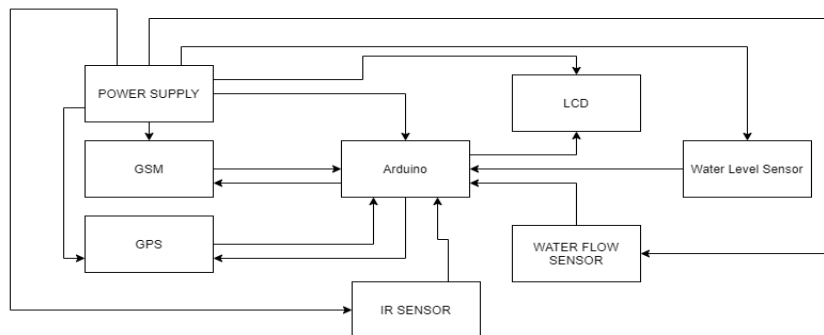 POWER SUPPLY
LCD
GSM
Arduino
Water Level Sensor
GPS
WATER FLOW
SENSOR
IR SENSOR